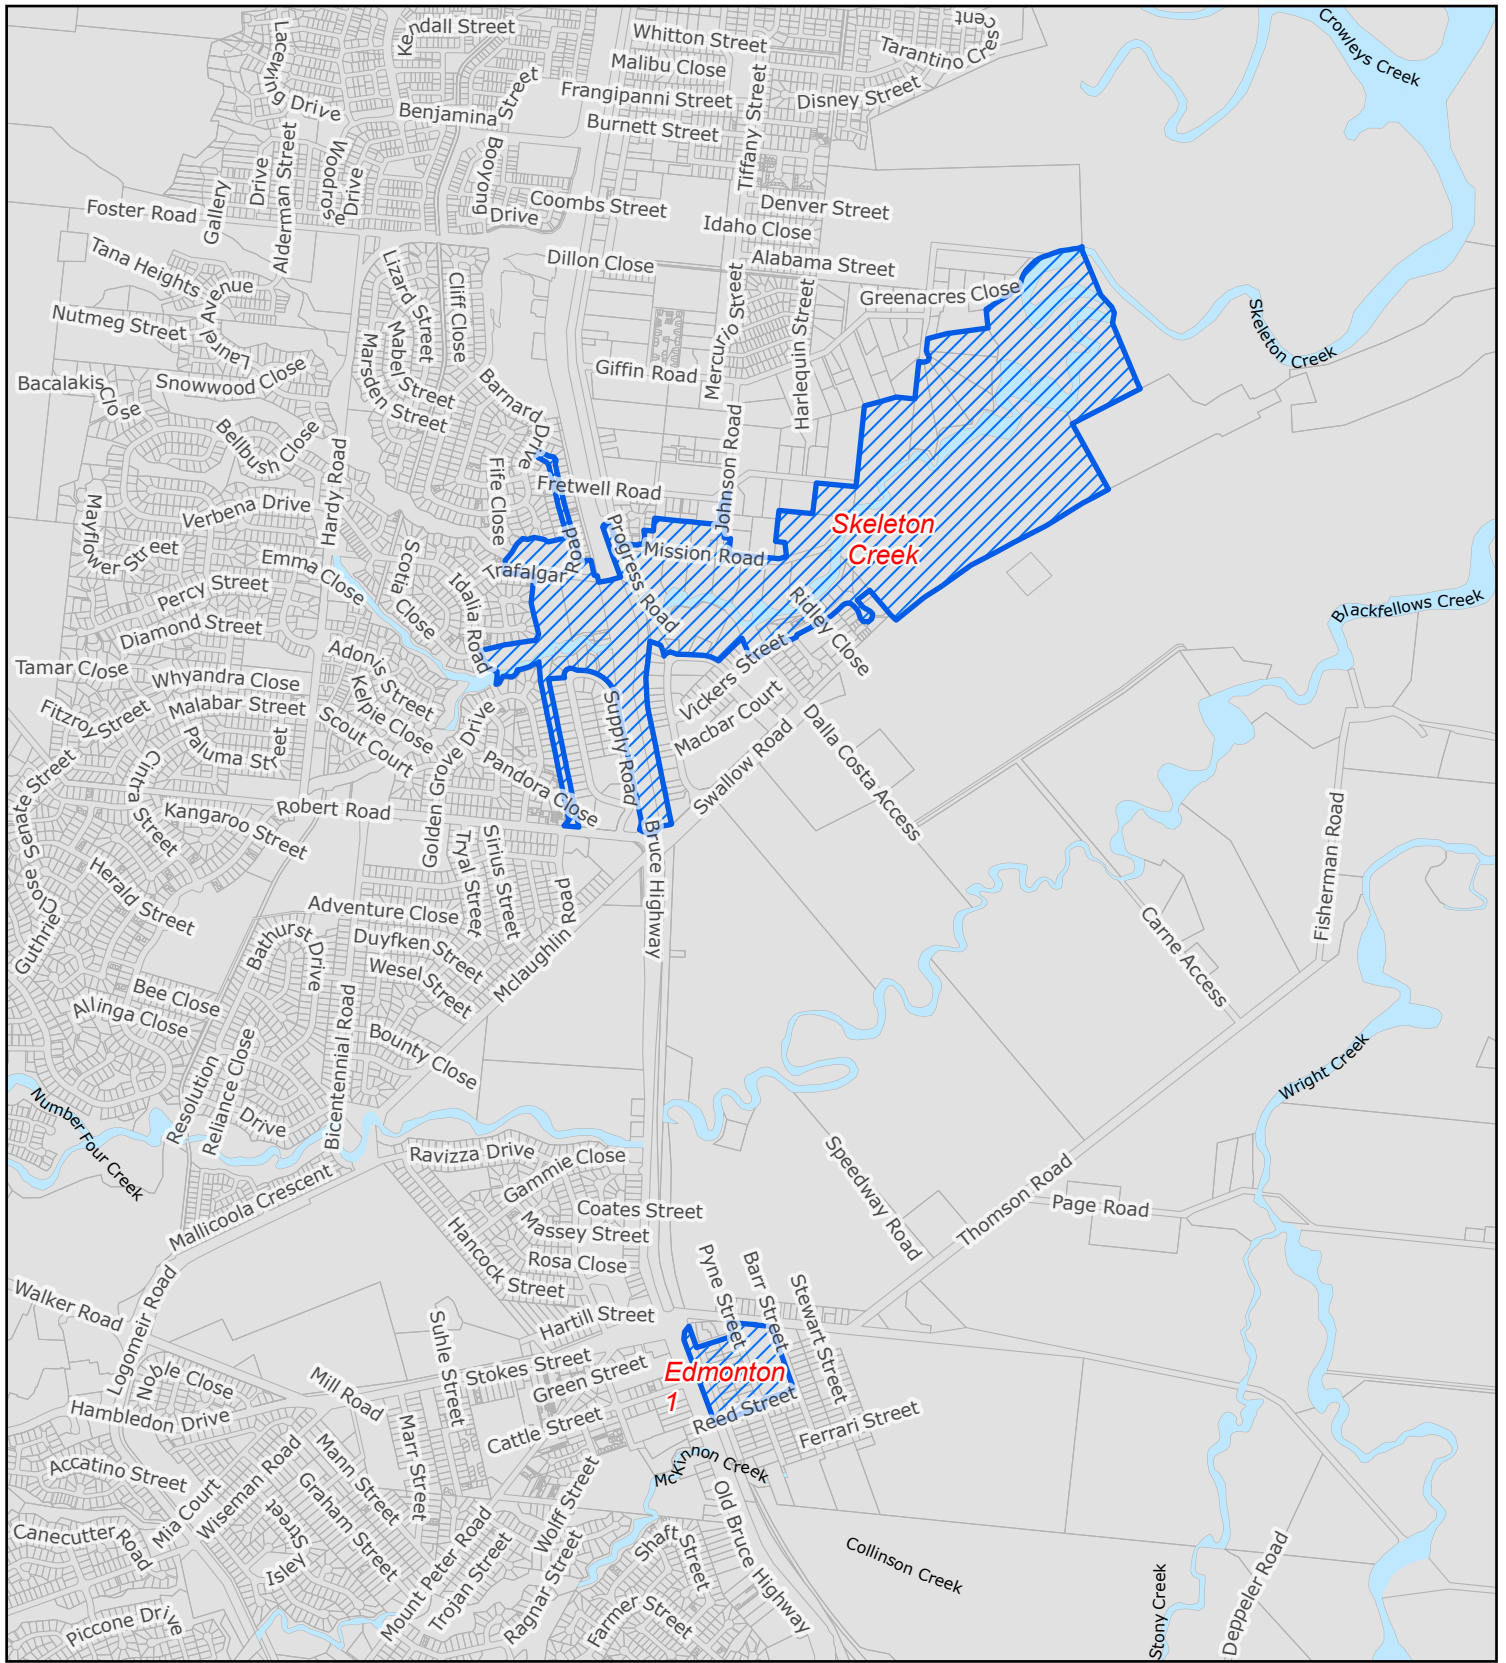 Kendall Street
Cent
Crowleys Creek
Whitton Street
Tarantino Cres
Lacewing Drive
Malibu Close
Frangipanni Street
Disney Street
Benjamina Street
Burnett Street
Tiffany Street
Alderman Street
Woodrose Drive
Drive
Booyong Drive
Gallery
Foster Road
Coombs Street
Denver Street
Idaho Close
Tana Heights
Lizard Street
Cliff Close
Dillon Close
Alabama Street
Laurel Avenue
Greenacres Close
Nutmeg Street
Mabel Street
Mercurio Street
Harlequin Street
Skeleton Creek
Marsden Street
Giffin Road
Bacalakis Close
Snowwood Close
Barnard Drive
Bellbush Close
Hardy Road
Johnson Road
Fife Close
Fretwell Road
Verbena Drive
Mayflower Street
Skeleton
Creek
Progress Road
Mission Road
Road
Emma Close
Scotia Close
Trafalgar
Percy Street
Idalia Road
Ridley Close
Blackfellows Creek
Diamond Street
Adonis Street
Vickers Street
Tamar Close
Whyandra Close
Kelpie Close
Malabar Street
Fitzroy Street
Supply Road
Macbar Court
Scout Court
Golden Grove Drive
Paluma Street
Dalla Costa Access
Swallow Road
Cintra Street
Pandora Close
Senate Street
Robert Road
Kangaroo Street
Fisherman Road
Tryal Street
Sirius Street
Bruce Highway
Herald Street
Close
Guthrie
Adventure Close
Road
Carne Access
Bathurst Drive
Duyfken Street
Wesel Street
Mclaughlin
Bee Close
Allinga Close
Bicentennial Road
Bounty Close
Resolution Drive
Reliance Close
Wright Creek
Number Four Creek
Ravizza Drive
Gammie Close
Speedway Road
Mallicoola Crescent
Coates Street
Massey Street
Thomson Road
Page Road
Hancock Street
Rosa Close
Pyne Street
Barr Street
Stewart Street
Walker Road
Logomeir Road
Hartill Street
Suhle Street
Stokes Street
Green Street
Edmonton
1
Noble Close
Mill Road
Hambledon Drive
Marr Street
Cattle Street
Reed Street
Ferrari Street
Mann Street
McKinnon Creek
Accatino Street
Wiseman Road
Mia Court
Graham Street
Wolff Street
Old Bruce Highway
Canecutter Road
Isley Street
Mount Peter Road
Trojan Street
Ragnar Street
Shaft Street
Collinson Creek
Stony Creek
Deppeler Road
Piccone Drive
Farmer Street